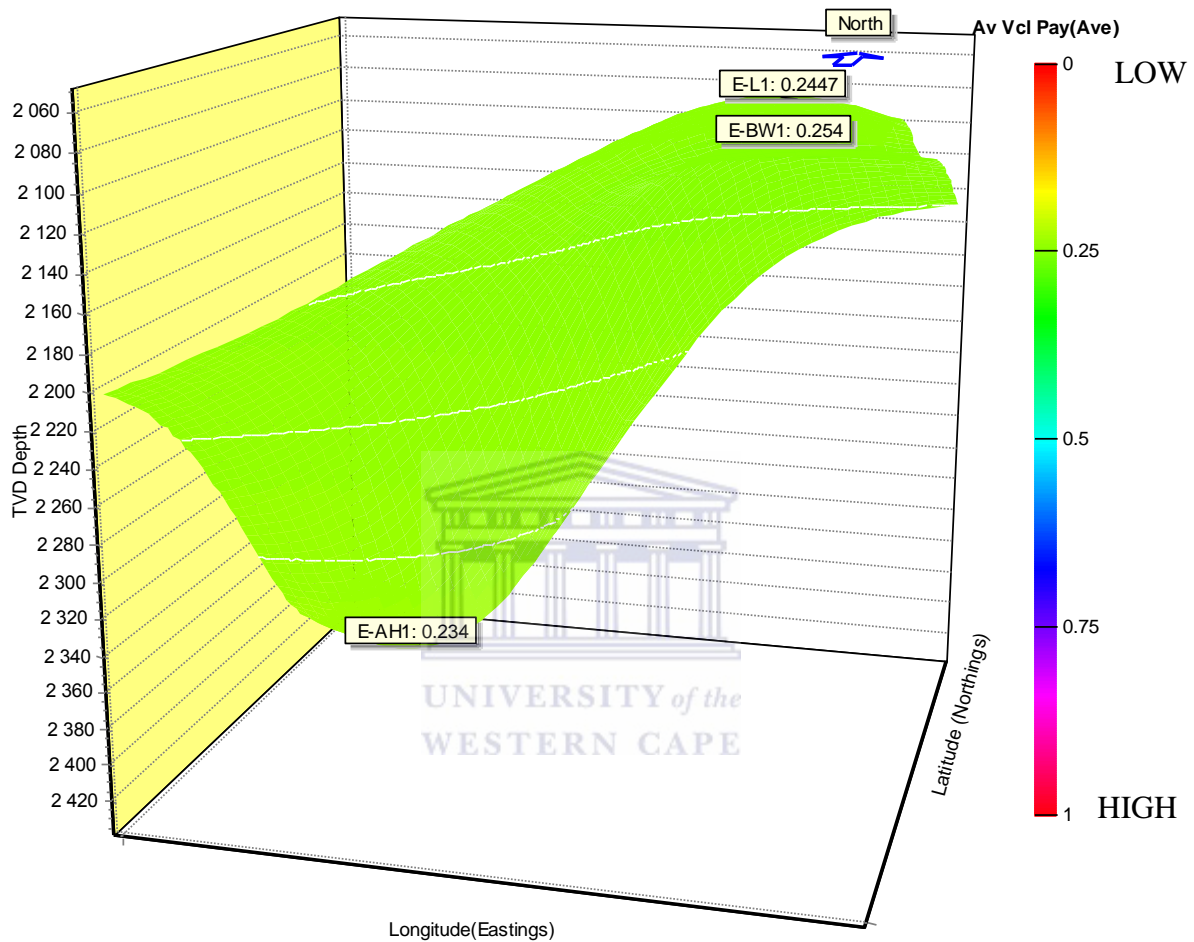 North
Av Vcl Pay(Ave)
0
LOW
E-L1: 0.2447
E-BW1: 0.254
2 060
2 080
2 100
2 120
2 140
2 160
2 180
2 200
2 220
2 240
2 260
2 280
2 300
2 320
2 340
2 360
2 380
2 400
2 420
TVD Depth
0.25
0.5
0.75
1
HIGH
E-AH1: 0.234
UNIVERSITY of the
WESTERN CAPE
Latitude (Northings)
Longitude(Eastings)